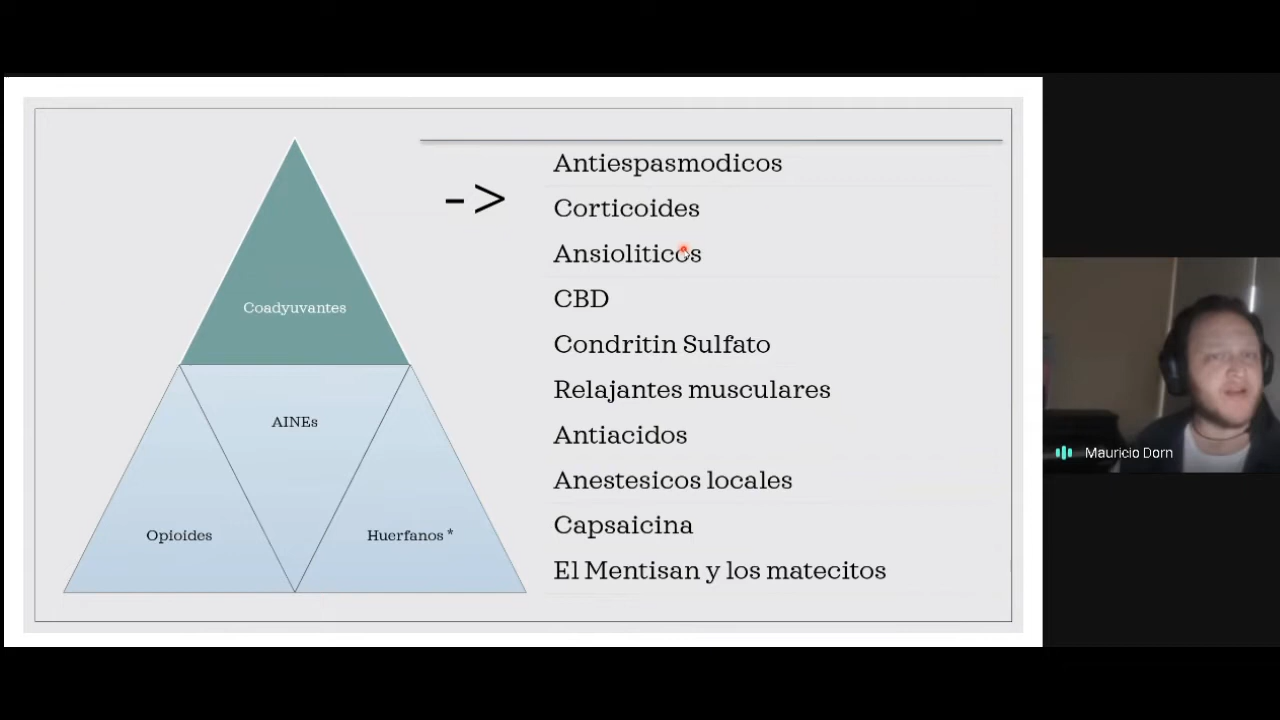 ->
Antiespasmodicos
Corticoides
Ansioliticos
CBD
Condritin Sulfato
Relajantes musculares
Antiacidos
Anestesicos locales
Capsaicina
El Mentisan y los matecitos
Coadyuvantes
AINEs
Opioides
Huerfanos *
Mauricio Dorn